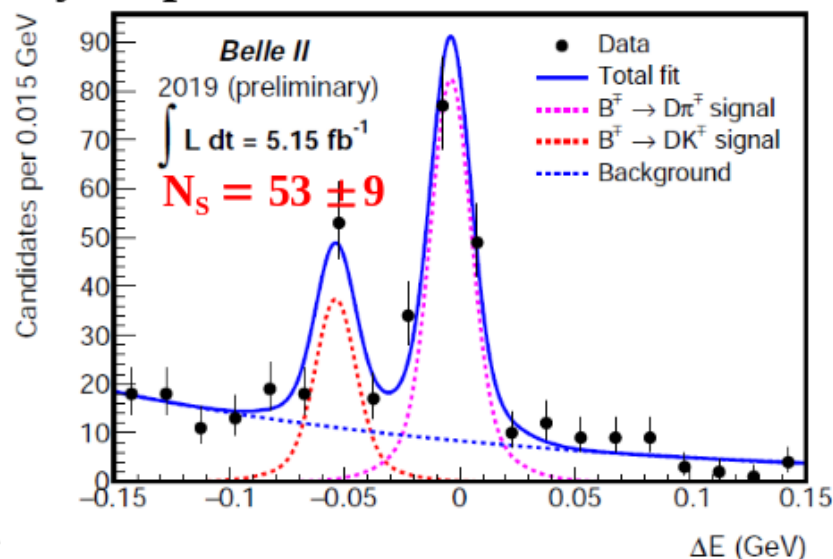 Belle II
2019 (preliminary)
∫ L dt = 5.15 fb⁻¹
N_S = 53 ± 9
Data
Total fit
B∓ → Dπ∓ signal
B∓ → DK∓ signal
Background
Candidates per 0.015 GeV
90
80
70
60
50
40
30
20
10
0
−0.15 −0.1 −0.05 0 0.05 0.1 0.15
ΔE (GeV)